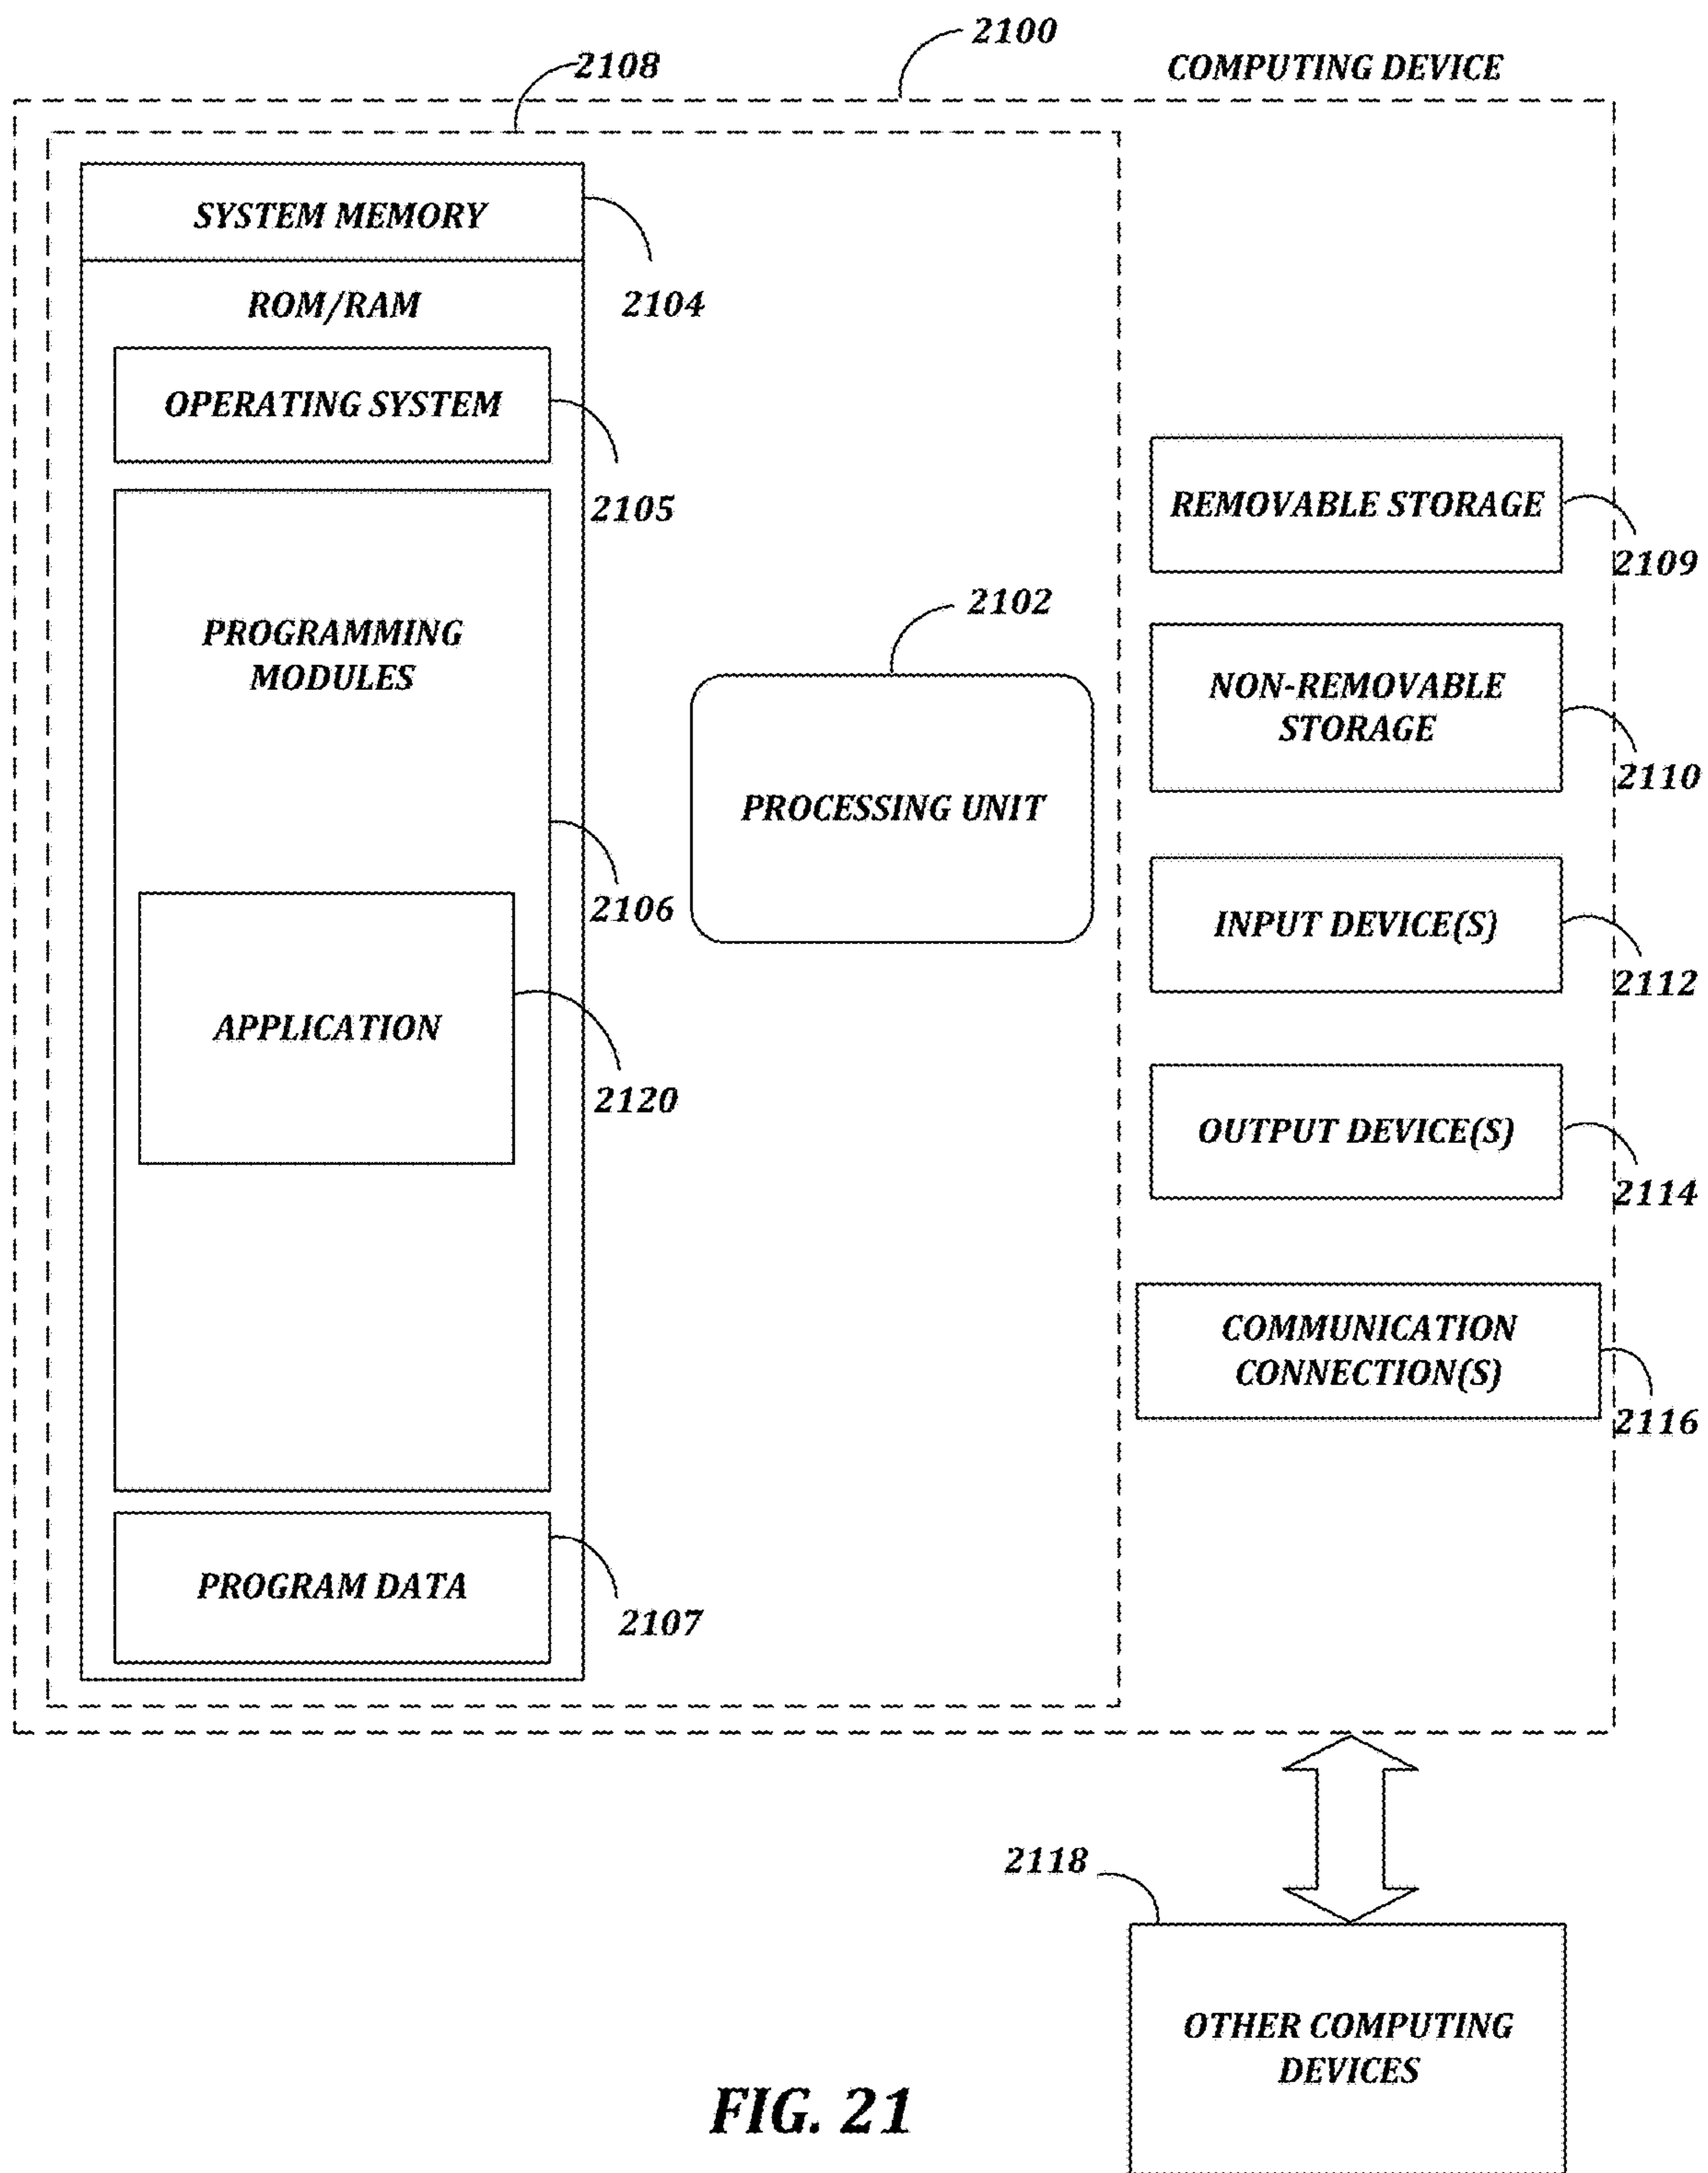 2100
COMPUTING DEVICE
2108
SYSTEM MEMORY
2104
ROM/RAM
OPERATING SYSTEM
2105
PROGRAMMING
MODULES
2106
APPLICATION
2120
PROGRAM DATA
2107
2102
PROCESSING UNIT
REMOVABLE STORAGE
2109
NON-REMOVABLE
STORAGE
2110
INPUT DEVICE(S)
2112
OUTPUT DEVICE(S)
2114
COMMUNICATION
CONNECTION(S)
2116
2118
OTHER COMPUTING
DEVICES
FIG. 21